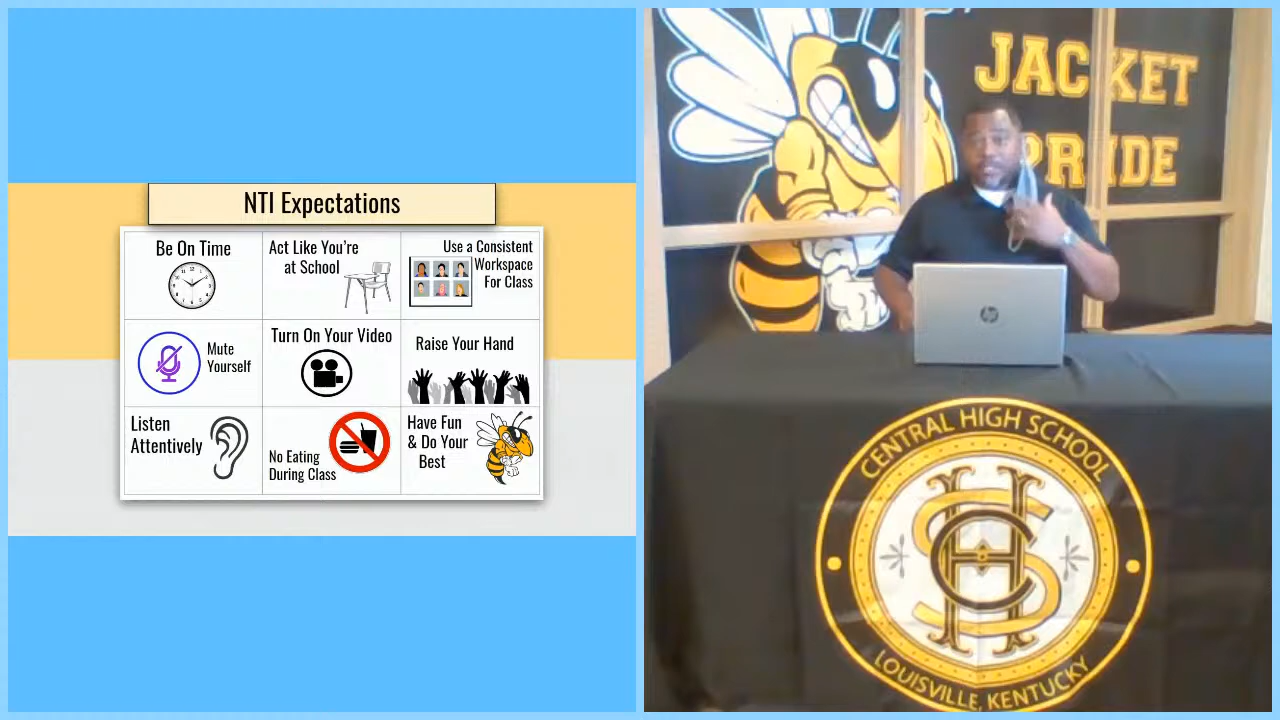 NTI Expectations
Be On Time
Act Like You're
at School
Use a Consistent
Workspace
For Class
Mute
Yourself
Turn On Your Video
Raise Your Hand
Listen
Attentively
No Eating
During Class
Have Fun
& Do Your
Best
JACKET
PRIDE
hp
CENTRAL HIGH SCHOOL
CHS
LOUISVILLE, KENTUCKY